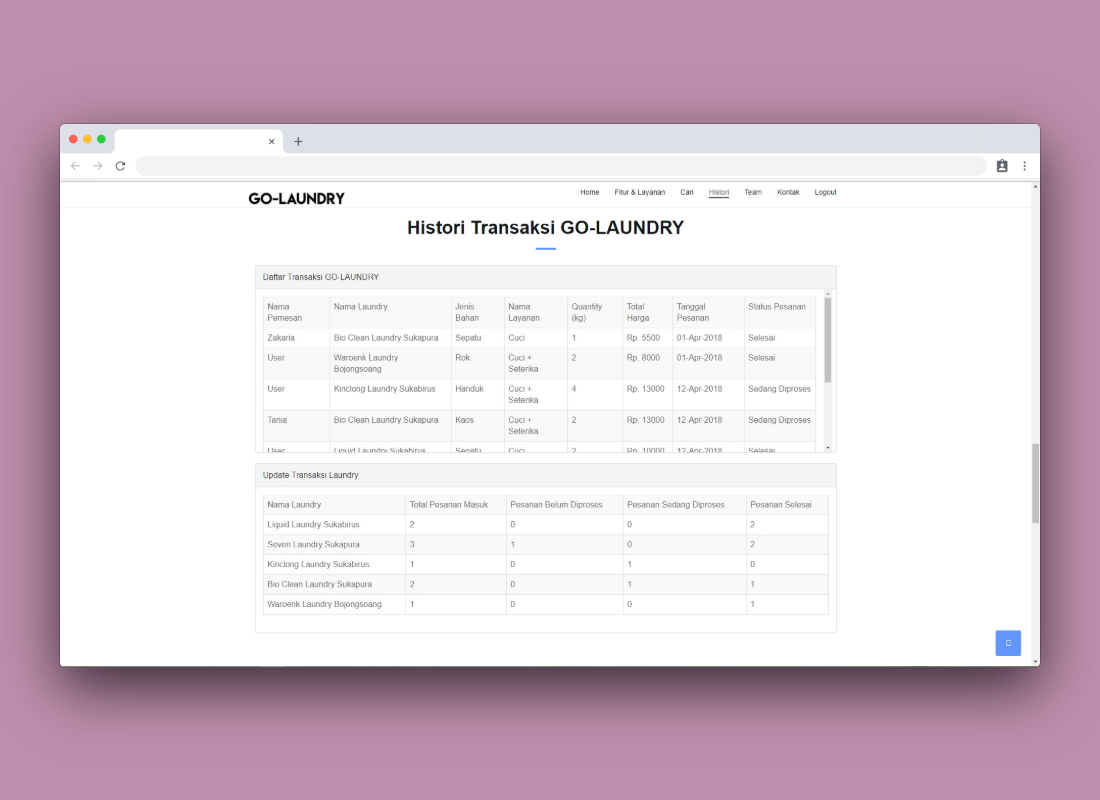 GO-LAUNDRY
Home Fitur & Layanan Cari Histori Team Kontak Logout
Histori Transaksi GO-LAUNDRY
Daftar Transaksi GO-LAUNDRY
Nama Pemesan Nama Laundry Jenis Bahan Nama Layanan Quantity (kg) Total Harga Tanggal Pesanan Status Pesanan
Zakaria Bio Clean Laundry Sukapura Sepatu Cuci 1 Rp. 5500 01-Apr-2018 Selesai
User Waroenk Laundry Bojongsoang Rok Cuci + Seterika 2 Rp. 8000 01-Apr-2018 Selesai
User Kinclong Laundry Sukabirus Handuk Cuci + Seterika 4 Rp. 13000 12-Apr-2018 Sedang Diproses
Tania Bio Clean Laundry Sukapura Kaos Cuci + Seterika 2 Rp. 13000 12-Apr-2018 Sedang Diproses
User Liquid Laundry Sukabirus Sepatu Cuci 2 Rp. 10000 12-Apr-2018 Selesai
Update Transaksi Laundry
Nama Laundry Total Pesanan Masuk Pesanan Belum Diproses Pesanan Sedang Diproses Pesanan Selesai
Liquid Laundry Sukabirus 2 0 0 2
Seven Laundry Sukapura 3 1 0 2
Kinclong Laundry Sukabirus 1 0 1 0
Bio Clean Laundry Sukapura 2 0 1 1
Waroenk Laundry Bojongsoang 1 0 0 1